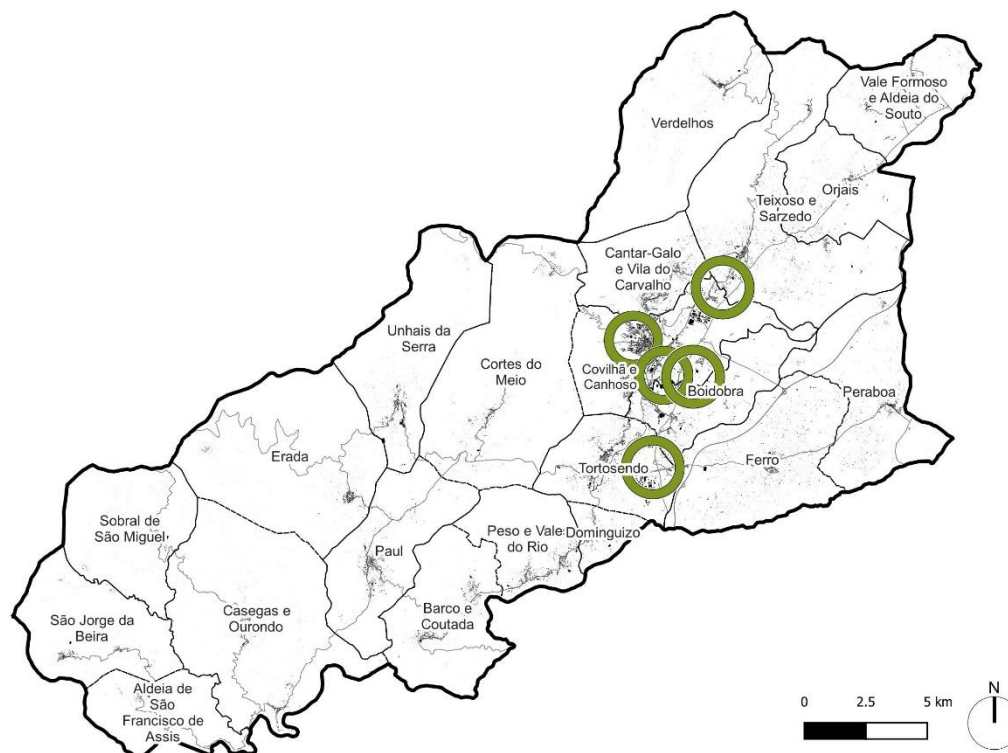 Vale Formoso
e Aldeia do
Souto
Verdelhos
Orjais
Teixoso e
Sarzedo
Cantar-Galo
e Vila do
Carvalho
Unhais da
Serra
Cortes do
Meio
Covilhã e
Canhoso
Boidobra
Peraboa
Erada
Tortosendo
Ferro
Sobral de
São Miguel
Paul
Peso e Vale
do Rio
Dominguizo
São Jorge da
Beira
Casegas e
Ourondo
Barco e
Coutada
Aldeia de
São
Francisco de
Assis
0 2.5 5 km
N